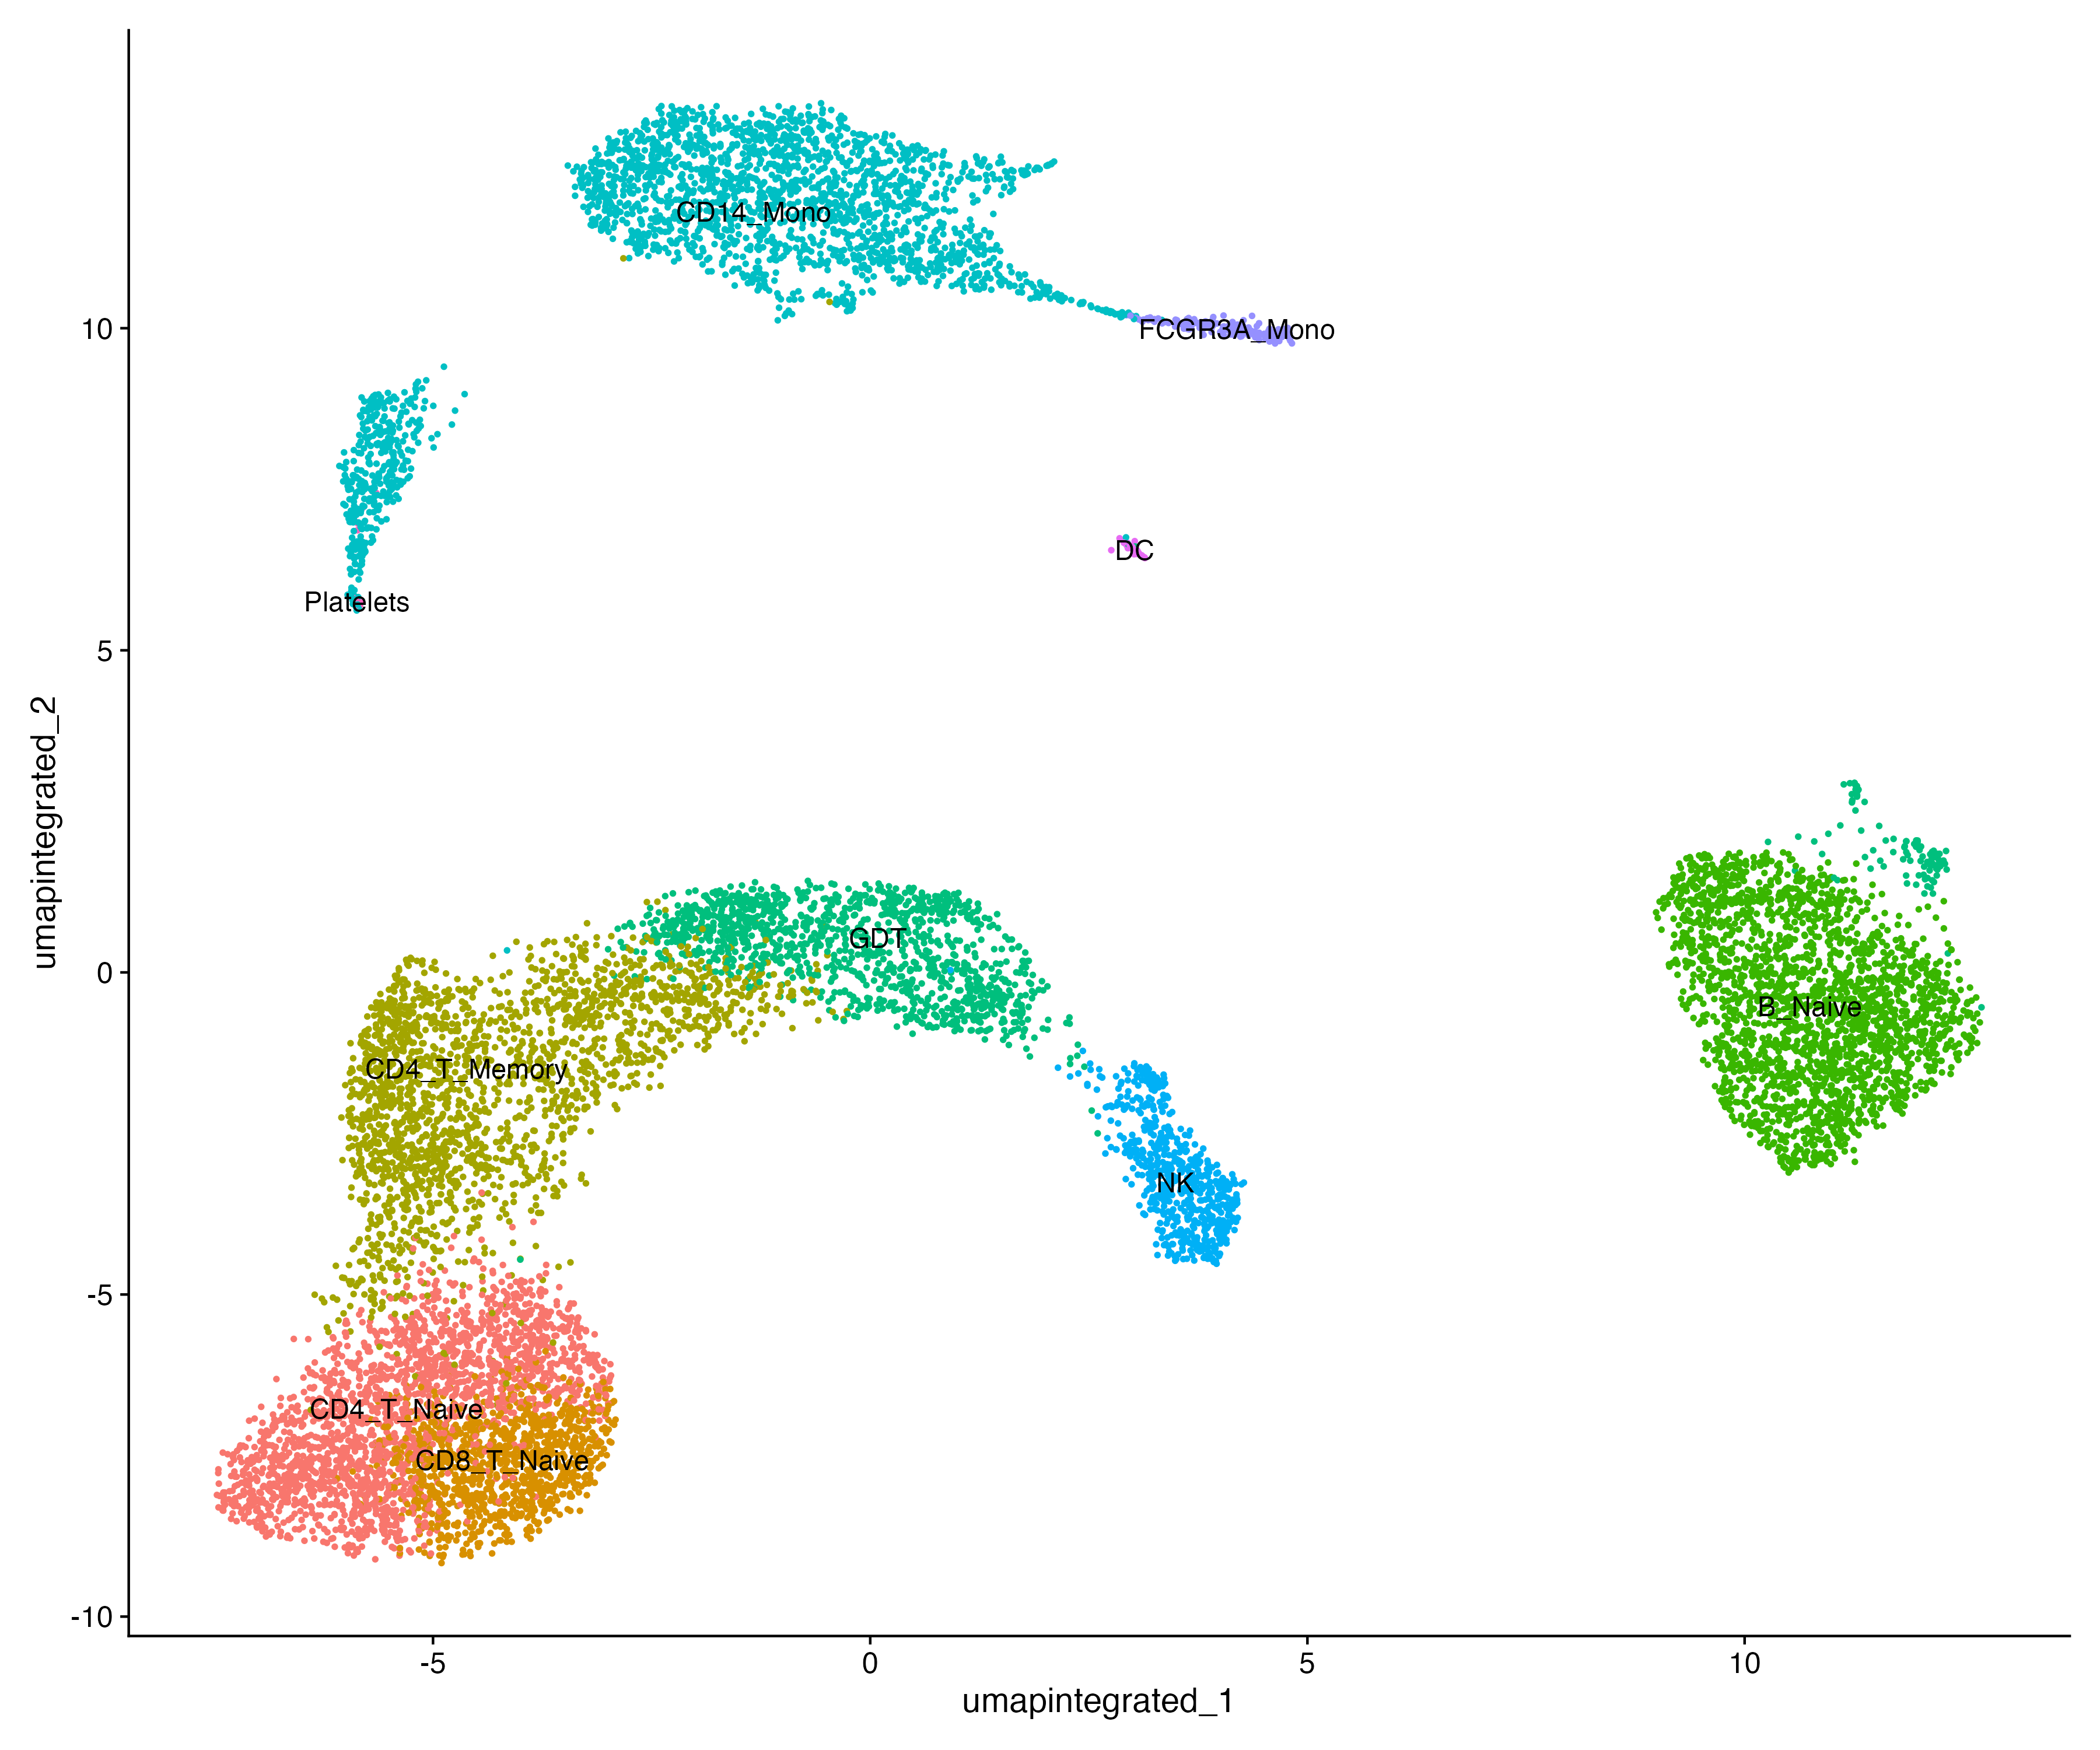 CD14_Mono
10
FCGR3A_Mono
DC
Platelets
5
umapintegrated_2
GDT
0
B_Naive
CD4_T_Memory
NK
-5
CD4_T_Naive
CD8_T_Naive
-10
-5
0
5
10
umapintegrated_1